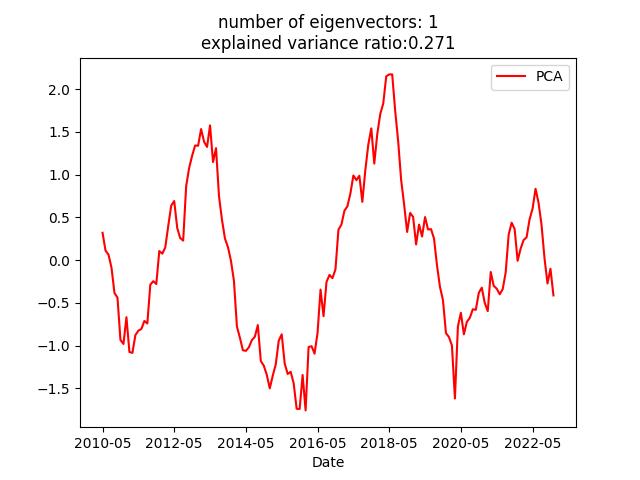 number of eigenvectors: 1
explained variance ratio:0.271
PCA
2.0
1.5
1.0
0.5
0.0
−0.5
−1.0
−1.5
2010-05 2012-05 2014-05 2016-05 2018-05 2020-05 2022-05
Date